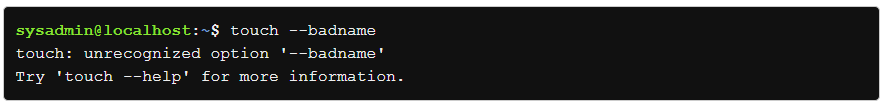 sysadmin@localhost:~$ touch --badname
touch: unrecognized option '--badname'
Try 'touch --help' for more information.